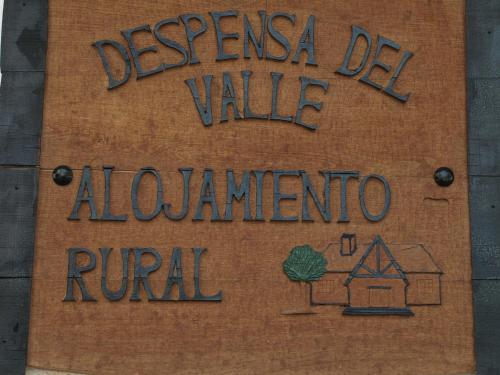 DESPENSA DEL
VALLE
ALOJAMIENTO
RURAL